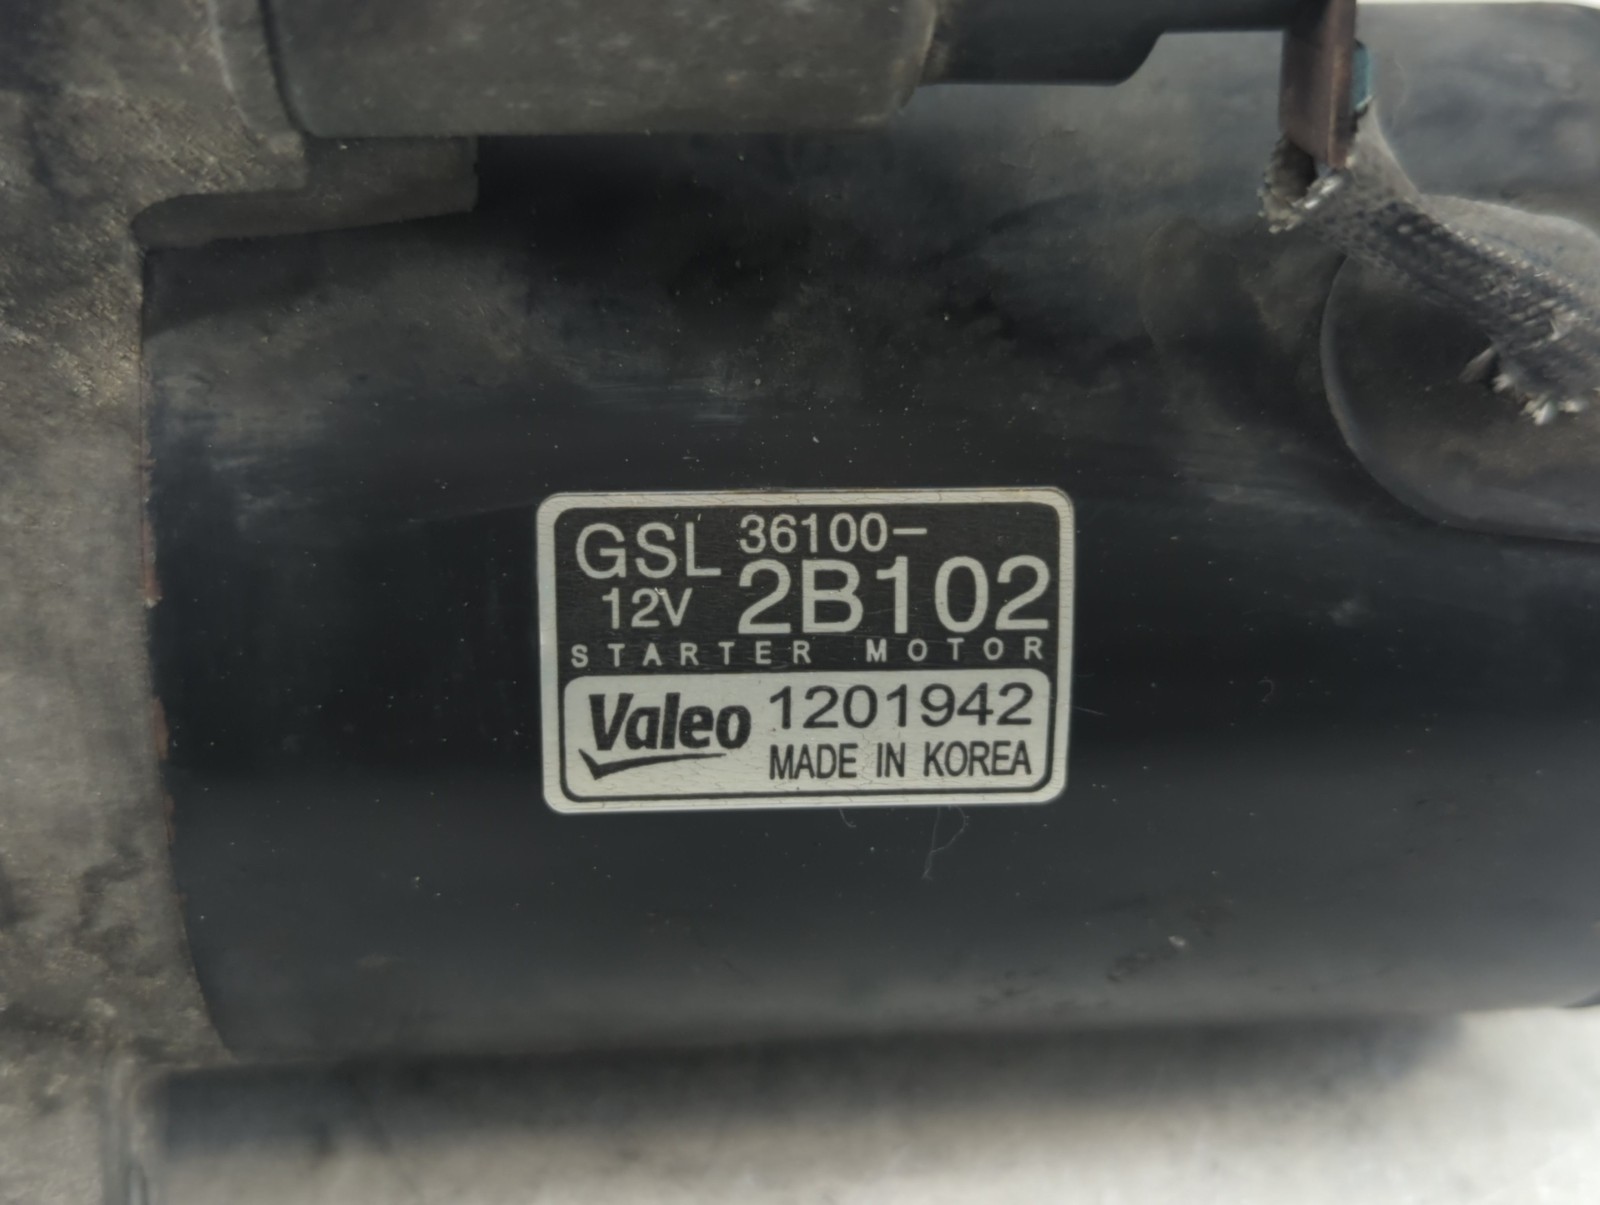 GSL 36100-
12V 2B102
STARTER MOTOR
Valeo 1201942
MADE IN KOREA